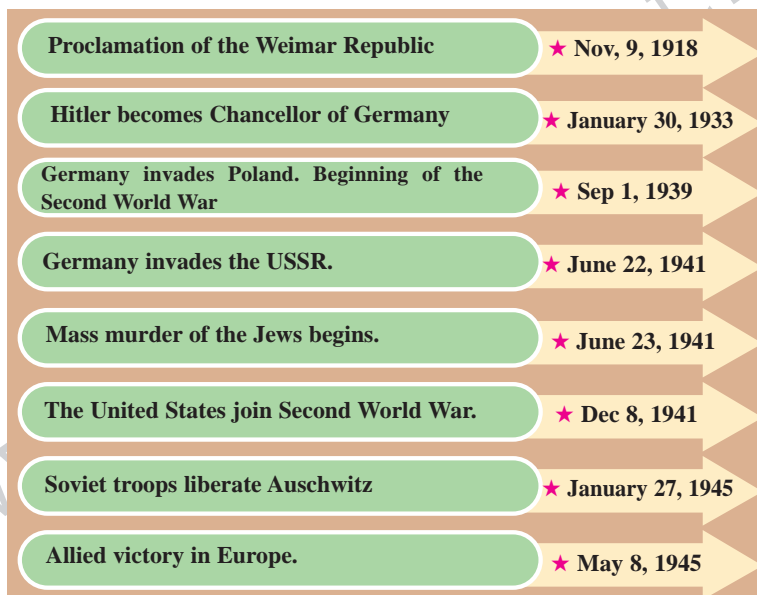 Proclamation of the Weimar Republic
★ Nov, 9, 1918
Hitler becomes Chancellor of Germany
★ January 30, 1933
Germany invades Poland. Beginning of the
Second World War
★ Sep 1, 1939
Germany invades the USSR.
★ June 22, 1941
Mass murder of the Jews begins.
★ June 23, 1941
The United States join Second World War.
★ Dec 8, 1941
Soviet troops liberate Auschwitz
★ January 27, 1945
Allied victory in Europe.
★ May 8, 1945